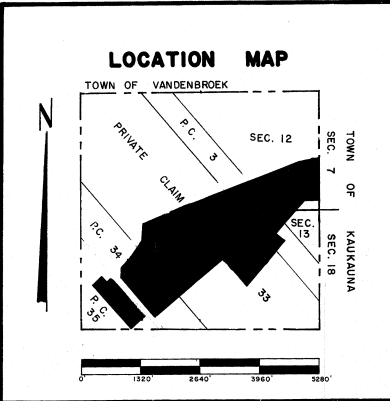 LOCATION MAP
TOWN OF VANDENBROEK
N
P.C. 3
SEC. 12
PRIVATE CLAIM
SEC. 7
TOWN OF KAUKAUNA
SEC. 13
SEC. 18
P.C. 34
P.C. 35
33
0' 1320' 2640' 3960' 5280'